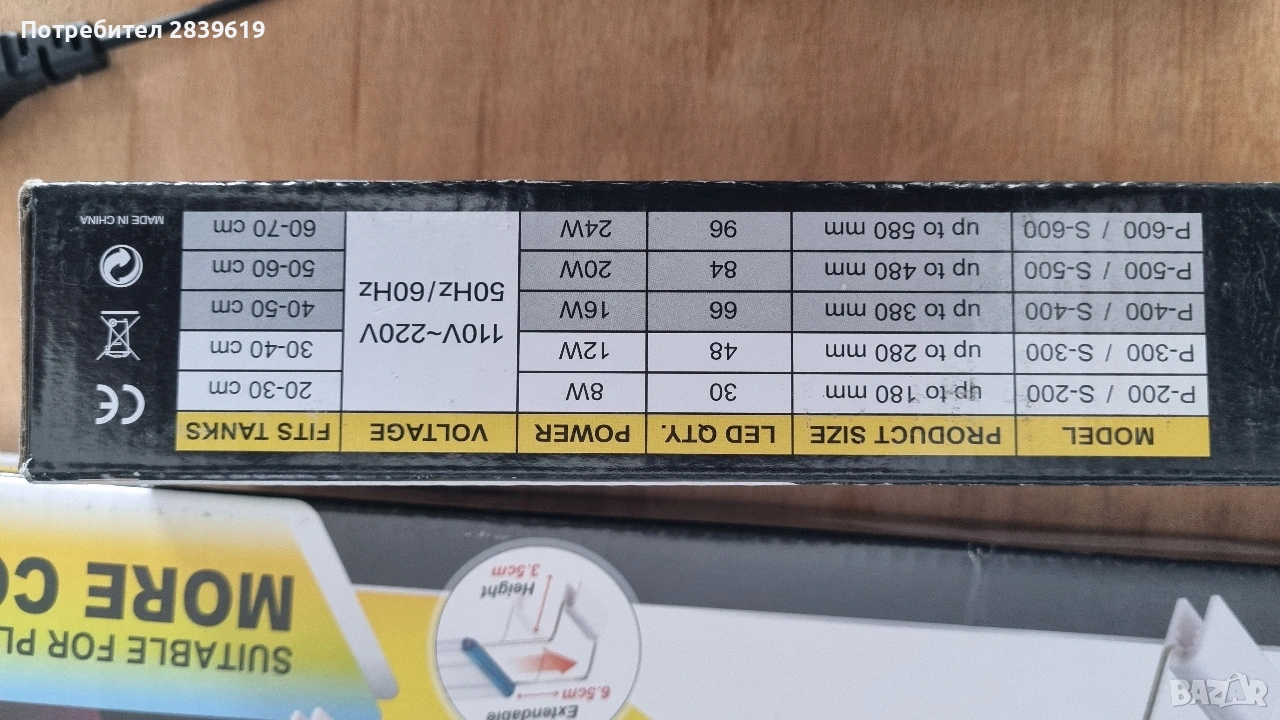 Потребител 2839619
MODEL PRODUCT SIZE LED QTY. POWER VOLTAGE FITS TANKS
P-200 / S-200 up to 180 mm 30 8W 110V~220V 50Hz/60Hz 20-30 cm
P-300 / S-300 up to 280 mm 48 12W 30-40 cm
P-400 / S-400 up to 380 mm 66 16W 40-50 cm
P-500 / S-500 up to 480 mm 84 20W 50-60 cm
P-600 / S-600 up to 580 mm 96 24W 60-70 cm
CE
MADE IN CHINA
Extendable
6.5cm
Height
3.5cm
SUITABLE FOR PL
MORE CO
BAZAR